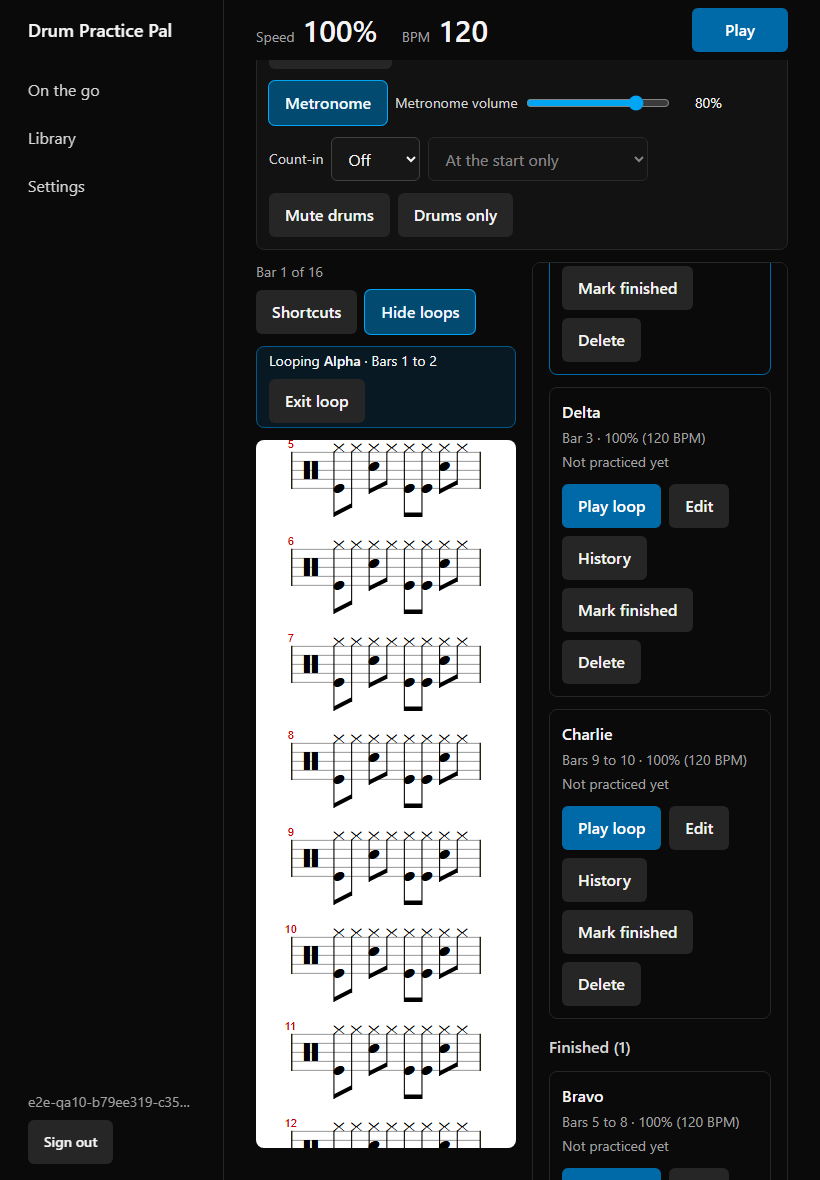 Drum Practice Pal
On the go
Library
Settings
e2e-qa10-b79ee319-c35...
Sign out
Speed 100% BPM 120
Play
Metronome Metronome volume 80%
Count-in Off At the start only
Mute drums Drums only
Bar 1 of 16
Shortcuts Hide loops
Looping Alpha · Bars 1 to 2
Exit loop
5
6
7
8
9
10
11
12
Mark finished
Delete
Delta
Bar 3 · 100% (120 BPM)
Not practiced yet
Play loop Edit
History
Mark finished
Delete
Charlie
Bars 9 to 10 · 100% (120 BPM)
Not practiced yet
Play loop Edit
History
Mark finished
Delete
Finished (1)
Bravo
Bars 5 to 8 · 100% (120 BPM)
Not practiced yet